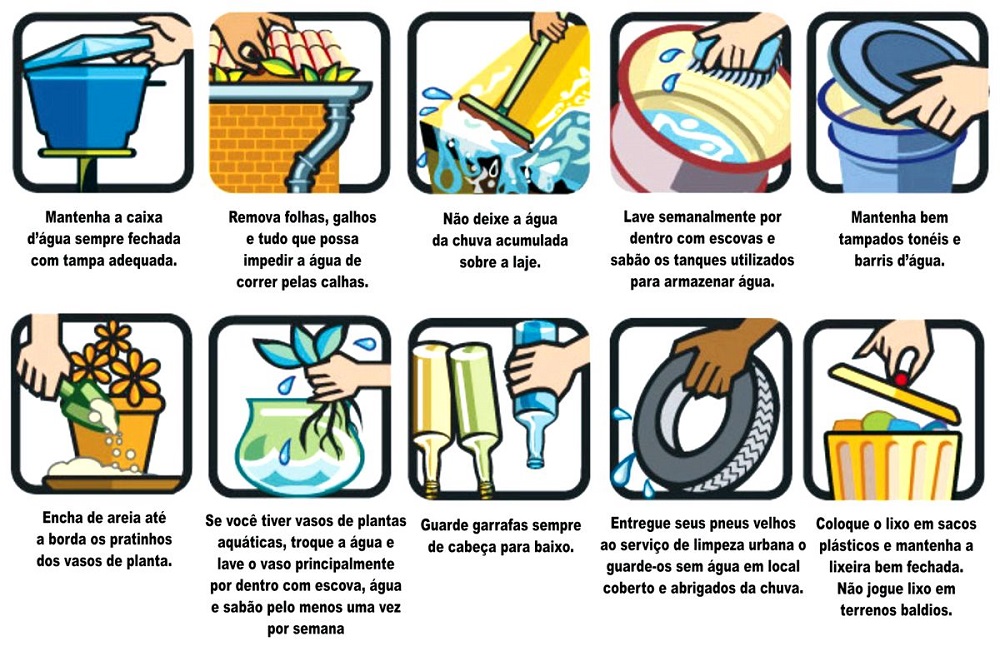 Mantenha a caixa
d'água sempre fechada
com tampa adequada.
Remova folhas, galhos
e tudo que possa
impedir a água de
correr pelas calhas.
Não deixe a água
da chuva acumulada
sobre a laje.
Lave semanalmente por
dentro com escovas e
sabão os tanques utilizados
para armazenar água.
Mantenha bem
tampados tonéis e
barris d'água.
Encha de areia até
a borda os pratinhos
dos vasos de planta.
Se você tiver vasos de plantas
aquáticas, troque a água e
lave o vaso principalmente
por dentro com escova, água
e sabão pelo menos uma vez
por semana
Guarde garrafas sempre
de cabeça para baixo.
Entregue seus pneus velhos
ao serviço de limpeza urbana o
guarde-os sem água em local
coberto e abrigados da chuva.
Coloque o lixo em sacos
plásticos e mantenha a
lixeira bem fechada.
Não jogue lixo em
terrenos baldios.